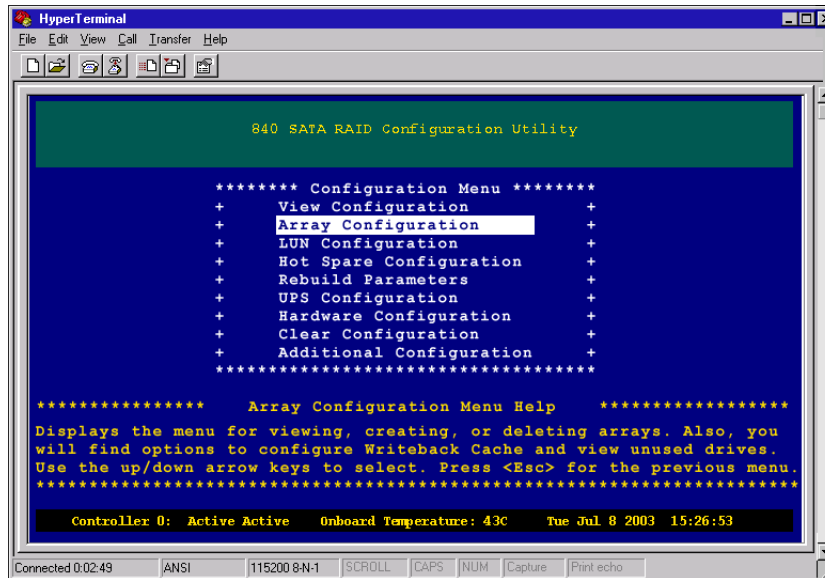 HyperTerminal
File Edit View Call Transfer Help
840 SATA RAID Configuration Utility
******** Configuration Menu ********
+ View Configuration +
+ Array Configuration +
+ LUN Configuration +
+ Hot Spare Configuration +
+ Rebuild Parameters +
+ UPS Configuration +
+ Hardware Configuration +
+ Clear Configuration +
+ Additional Configuration +
************************************
**************** Array Configuration Menu Help ******************
Displays the menu for viewing, creating, or deleting arrays. Also, you
will find options to configure Writeback Cache and view unused drives.
Use the up/down arrow keys to select. Press <Esc> for the previous menu.
************************************************************************
Controller 0: Active Active Onboard Temperature: 43C Tue Jul 8 2003 15:26:53
Connected 0:02:49 ANSI 115200 8-N-1 SCROLL CAPS NUM Capture Print echo